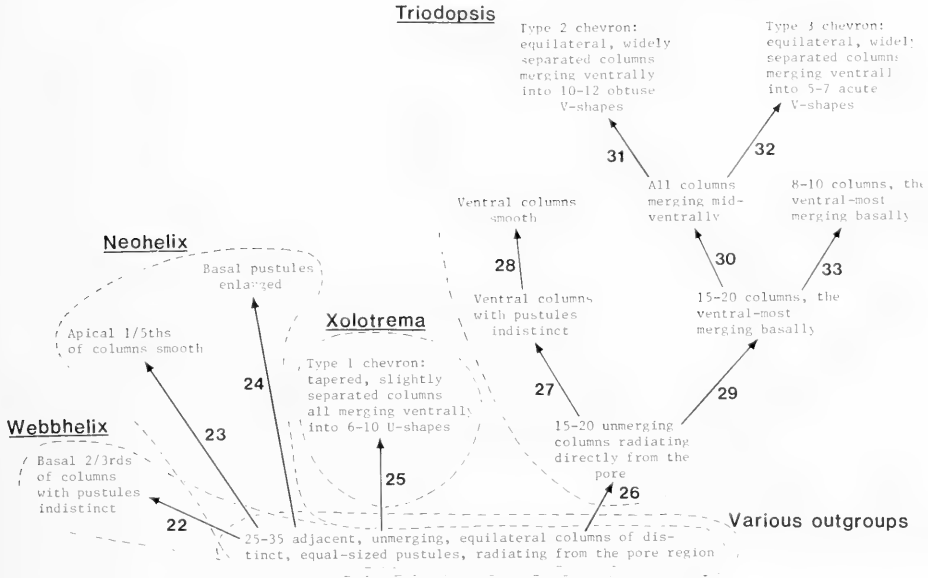 Triodopsis
Type 2 chevron:
equilateral, widely
separated columns
merging ventrally
into 10-12 obtuse
V-shapes
Type 3 chevron:
equilateral, widely
separated columns
merging ventrall
into 5-7 acute
V-shapes
31
32
All columns
merging mid-
ventrally
8-10 columns, the
ventral-most
merging basally
Ventral columns
smooth
30
33
28
Neohelix
Basal pustules
enlarged
Ventral columns
with pustules
indistinct
15-20 columns, the
ventral-most
merging basally
Apical 1/5ths
of columns smooth
Xolotrema
Type 1 chevron:
tapered, slightly
separated columns
all merging ventrally
into 6-10 U-shapes
24
27
29
23
Webbhelix
Basal 2/3rds
of columns
with pustules
indistinct
15-20 unmerging
columns radiating
directly from the
pore
25
26
22
Various outgroups
25-35 adjacent, unmerging, equilateral columns of dis-
tinct, equal-sized pustules, radiating from the pore region